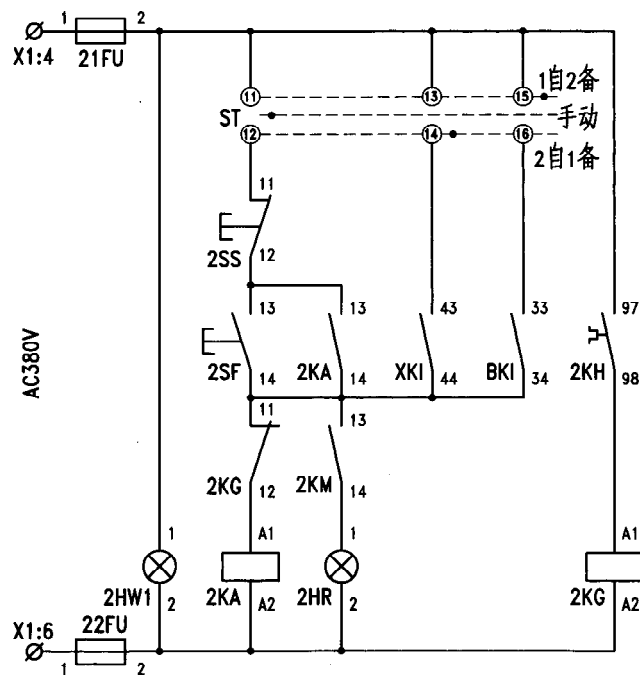 1 2
X1:4 21FU
11 13 15 1自2备
ST 手动
12 14 16 2自1备
11
2SS 12
13 13 43 33 97
2SF 14 2KA 14 XKI 44 BKI 34 2KH 98
AC380V
11 13
2KG 12 2KM 14
1 A1 1 A1
2HW1 2 2KA A2 2HR 2 2KG A2
X1:6 22FU
1 2